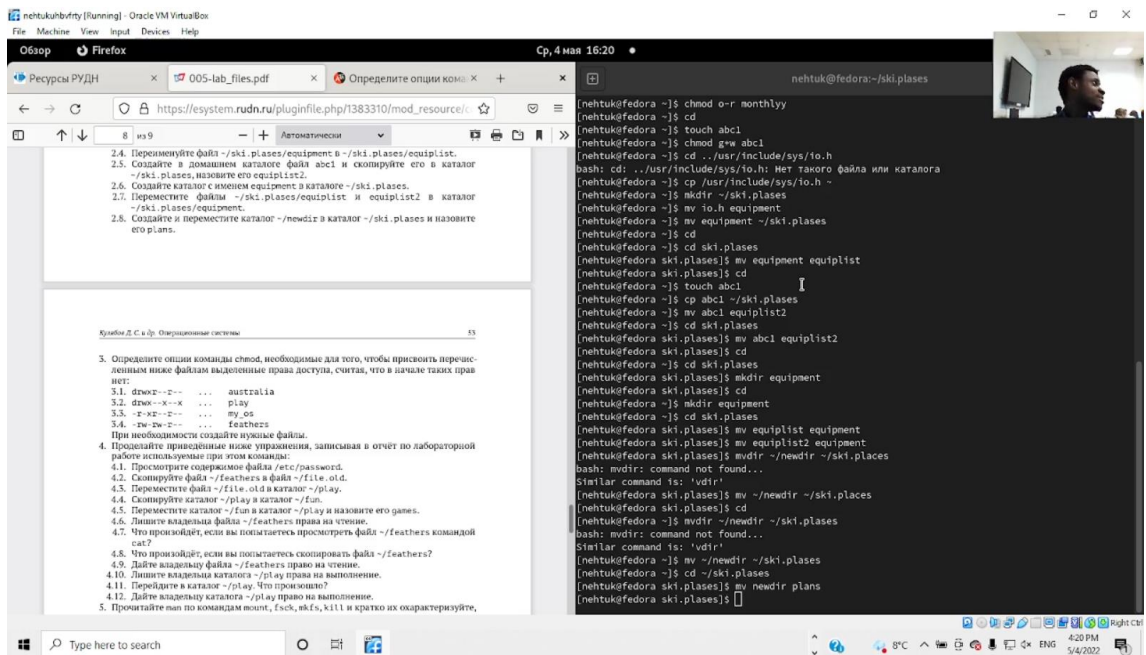 nehtukuhbvfrty [Running] - Oracle VM VirtualBox
File Machine View Input Devices Help
Обзор Firefox Ср, 4 мая 16:20
Ресурсы РУДН 005-lab_files.pdf Определите опции кома
https://esystem.rudn.ru/pluginfile.php/1383310/mod_resource/c
8 из 9 Автоматически
2.4. Переименуйте файл ~/ski.plases/equipment в ~/ski.plases/equiplist.
2.5. Создайте в домашнем каталоге файл abc1 и скопируйте его в каталог
~/ski.plases, назовите его equiplist2.
2.6. Создайте каталог с именем equipment в каталоге ~/ski.plases.
2.7. Переместите файлы ~/ski.plases/equiplist и equiplist2 в каталог
~/ski.plases/equipment.
2.8. Создайте и переместите каталог ~/newdir в каталог ~/ski.plases и назовите
его plans.
Кулябов Д. С. и др. Операционные системы 53
3. Определите опции команды chmod, необходимые для того, чтобы присвоить перечис-
ленным ниже файлам выделенные права доступа, считая, что в начале таких прав
нет:
3.1. drwxr--r-- ... australia
3.2. drwx--x--x ... play
3.3. -r-xr--r-- ... my_os
3.4. -rw-rw-r-- ... feathers
При необходимости создайте нужные файлы.
4. Проделайте приведённые ниже упражнения, записывая в отчёт по лабораторной
работе используемые при этом команды:
4.1. Просмотрите содержимое файла /etc/password.
4.2. Скопируйте файл ~/feathers в файл ~/file.old.
4.3. Переместите файл ~/file.old в каталог ~/play.
4.4. Скопируйте каталог ~/play в каталог ~/fun.
4.5. Переместите каталог ~/fun в каталог ~/play и назовите его games.
4.6. Лишите владельца файла ~/feathers права на чтение.
4.7. Что произойдёт, если вы попытаетесь просмотреть файл ~/feathers командой
cat?
4.8. Что произойдёт, если вы попытаетесь скопировать файл ~/feathers?
4.9. Дайте владельцу файла ~/feathers право на чтение.
4.10. Лишите владельца каталога ~/play права на выполнение.
4.11. Перейдите в каталог ~/play. Что произошло?
4.12. Дайте владельцу каталога ~/play право на выполнение.
5. Прочитайте man по командам mount, fsck, mkfs, kill и кратко их охарактеризуйте,
nehtuk@fedora:~/ski.plases
[nehtuk@fedora ~]$ chmod o-r monthlyy
[nehtuk@fedora ~]$ cd
[nehtuk@fedora ~]$ touch abc1
[nehtuk@fedora ~]$ chmod g+w abc1
[nehtuk@fedora ~]$ cd ../usr/include/sys/io.h
bash: cd: ../usr/include/sys/io.h: Нет такого файла или каталога
[nehtuk@fedora ~]$ cp /usr/include/sys/io.h ~
[nehtuk@fedora ~]$ mkdir ~/ski.plases
[nehtuk@fedora ~]$ mv io.h equipment
[nehtuk@fedora ~]$ mv equipment ~/ski.plases
[nehtuk@fedora ~]$ cd
[nehtuk@fedora ~]$ cd ski.plases
[nehtuk@fedora ski.plases]$ mv equipment equiplist
[nehtuk@fedora ski.plases]$ cd
[nehtuk@fedora ~]$ touch abc1
[nehtuk@fedora ~]$ cp abc1 ~/ski.plases
[nehtuk@fedora ~]$ mv abc1 equiplist2
[nehtuk@fedora ~]$ cd ski.plases
[nehtuk@fedora ski.plases]$ mv abc1 equiplist2
[nehtuk@fedora ski.plases]$ cd
[nehtuk@fedora ~]$ cd ski.plases
[nehtuk@fedora ski.plases]$ mkdir equipment
[nehtuk@fedora ski.plases]$ cd
[nehtuk@fedora ~]$ mkdir equipment
[nehtuk@fedora ~]$ cd ski.plases
[nehtuk@fedora ski.plases]$ mv equiplist equipment
[nehtuk@fedora ski.plases]$ mv equiplist2 equipment
[nehtuk@fedora ski.plases]$ mvdir ~/newdir ~/ski.places
bash: mvdir: command not found...
Similar command is: 'vdir'
[nehtuk@fedora ski.plases]$ mv ~/newdir ~/ski.places
[nehtuk@fedora ski.plases]$ cd
[nehtuk@fedora ~]$ mvdir ~/newdir ~/ski.plases
bash: mvdir: command not found...
Similar command is: 'vdir'
[nehtuk@fedora ~]$ mv ~/newdir ~/ski.plases
[nehtuk@fedora ~]$ cd ~/ski.plases
[nehtuk@fedora ski.plases]$ mv newdir plans
[nehtuk@fedora ski.plases]$
Right Ctrl
Type here to search 8°C ENG 4:20 PM
5/4/2022